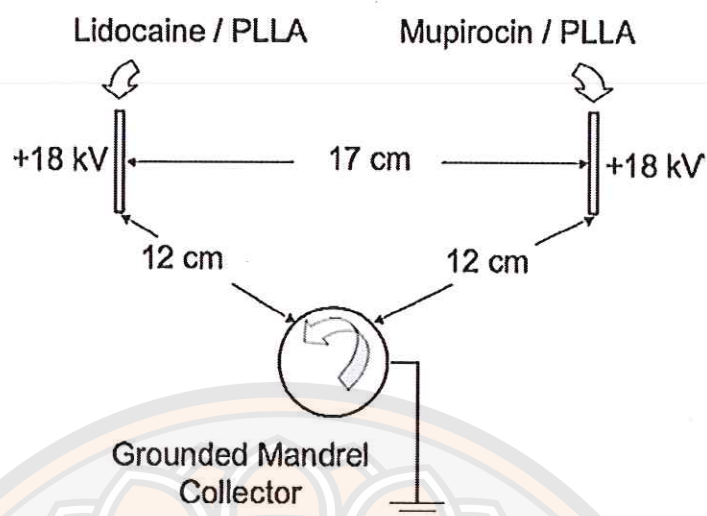 Lidocaine / PLLA
Mupirocin / PLLA
+18 kV
17 cm
+18 kV
12 cm
12 cm
Grounded Mandrel
Collector